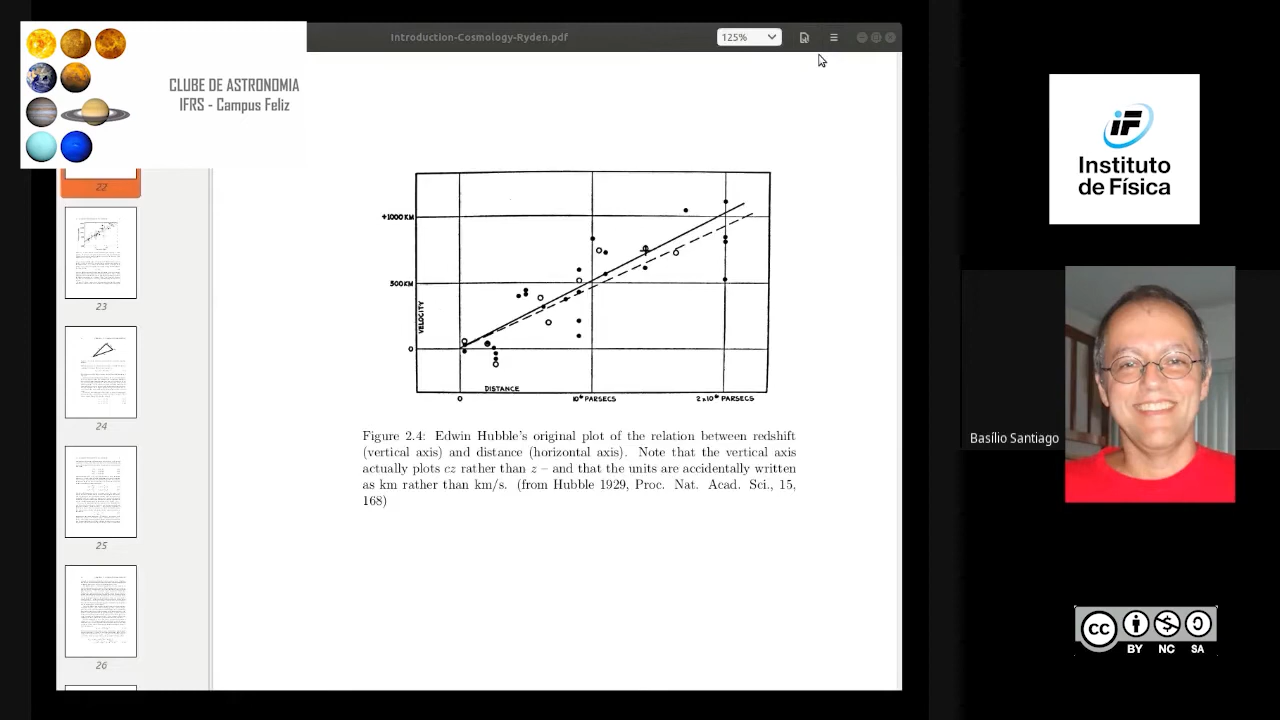 Introduction-Cosmology-Ryden.pdf
125%
CLUBE DE ASTRONOMIA
IFRS - Campus Feliz
22
23
24
25
26
+1000 KM
500KM
0
VELOCITY
DISTANCE
0
10⁶ PARSECS
2×10⁶ PARSECS
Figure 2.4: Edwin Hubble's original plot of the relation between redshift
(vertical axis) and distance (horizontal axis). Note that the vertical axis
actually plots cz rather than z – and that the units are accidentally written
as km rather than km/s. (from Hubble 1929, Proc. Nat. Acad. Sci., 15,
168)
iF
Instituto
de Física
Basílio Santiago
CC
BY NC SA